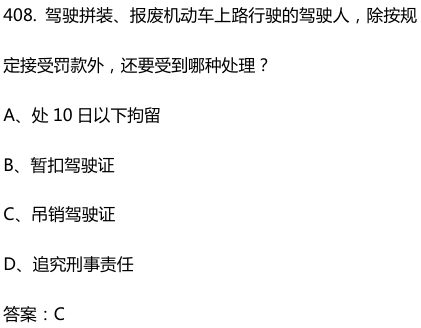 408. 驾驶拼装、报废机动车上路行驶的驾驶人，除按规
定接受罚款外，还要受到哪种处理？
A、处 10 日以下拘留
B、暂扣驾驶证
C、吊销驾驶证
D、追究刑事责任
答案：C